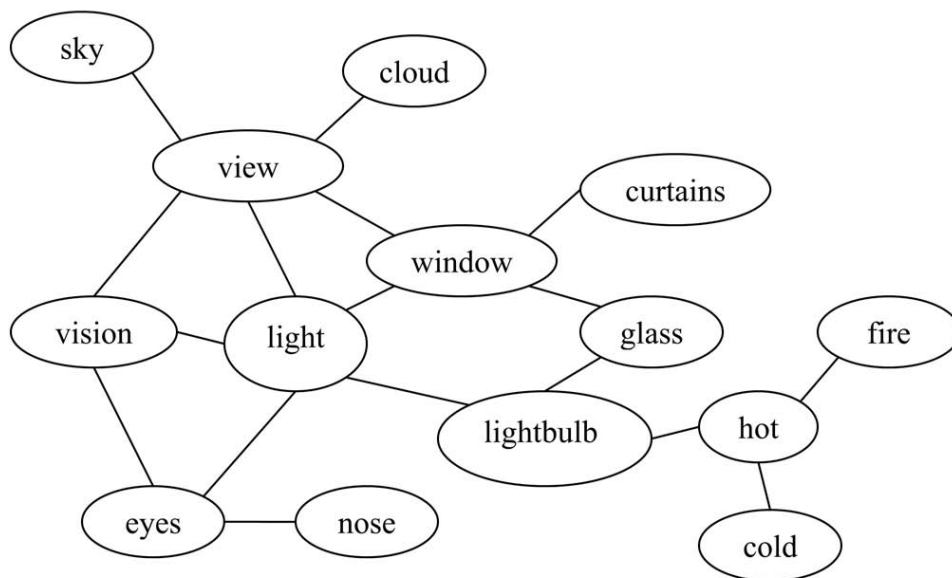 sky
cloud
view
curtains
window
vision
light
glass
fire
lightbulb
hot
eyes
nose
cold